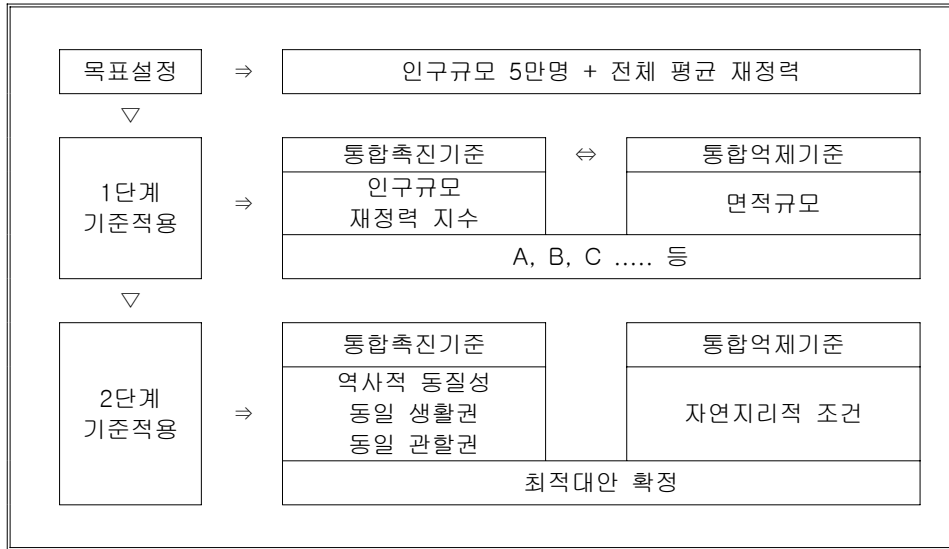 목표설정 ⇒ 인구규모 5만명 + 전체 평균 재정력
▽
통합촉진기준 ⇔ 통합억제기준
1단계
기준적용 ⇒
인구규모
재정력 지수
면적규모
A, B, C ..... 등
▽
통합촉진기준 통합억제기준
2단계
기준적용 ⇒
역사적 동질성
동일 생활권
동일 관할권
자연지리적 조건
최적대안 확정